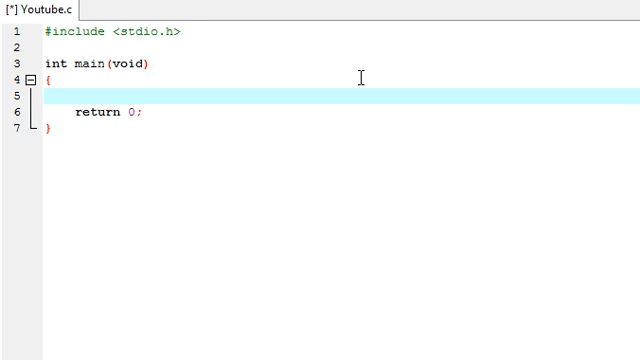 [*] Youtube.c
1 #include <stdio.h>
2
3 int main(void)
4 {
5
6 return 0;
7 }